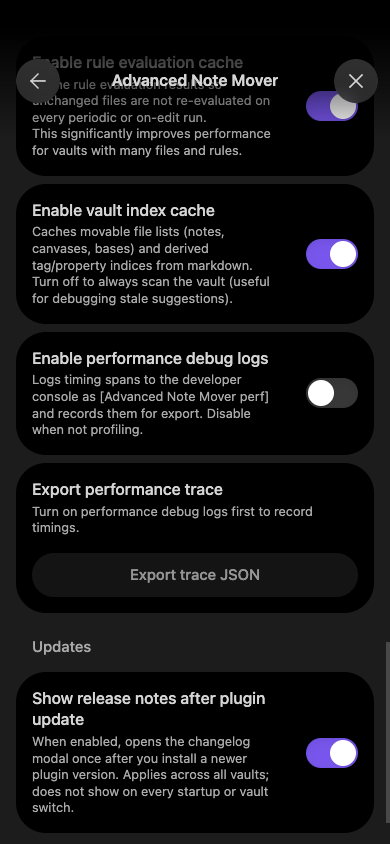 Enable rule evaluation cache
Advanced Note Mover
the rule evaluation results so
unchanged files are not re-evaluated on
every periodic or on-edit run.
This significantly improves performance
for vaults with many files and rules.
Enable vault index cache
Caches movable file lists (notes,
canvases, bases) and derived
tag/property indices from markdown.
Turn off to always scan the vault (useful
for debugging stale suggestions).
Enable performance debug logs
Logs timing spans to the developer
console as [Advanced Note Mover perf]
and records them for export. Disable
when not profiling.
Export performance trace
Turn on performance debug logs first to record
timings.
Export trace JSON
Updates
Show release notes after plugin
update
When enabled, opens the changelog
modal once after you install a newer
plugin version. Applies across all vaults;
does not show on every startup or vault
switch.